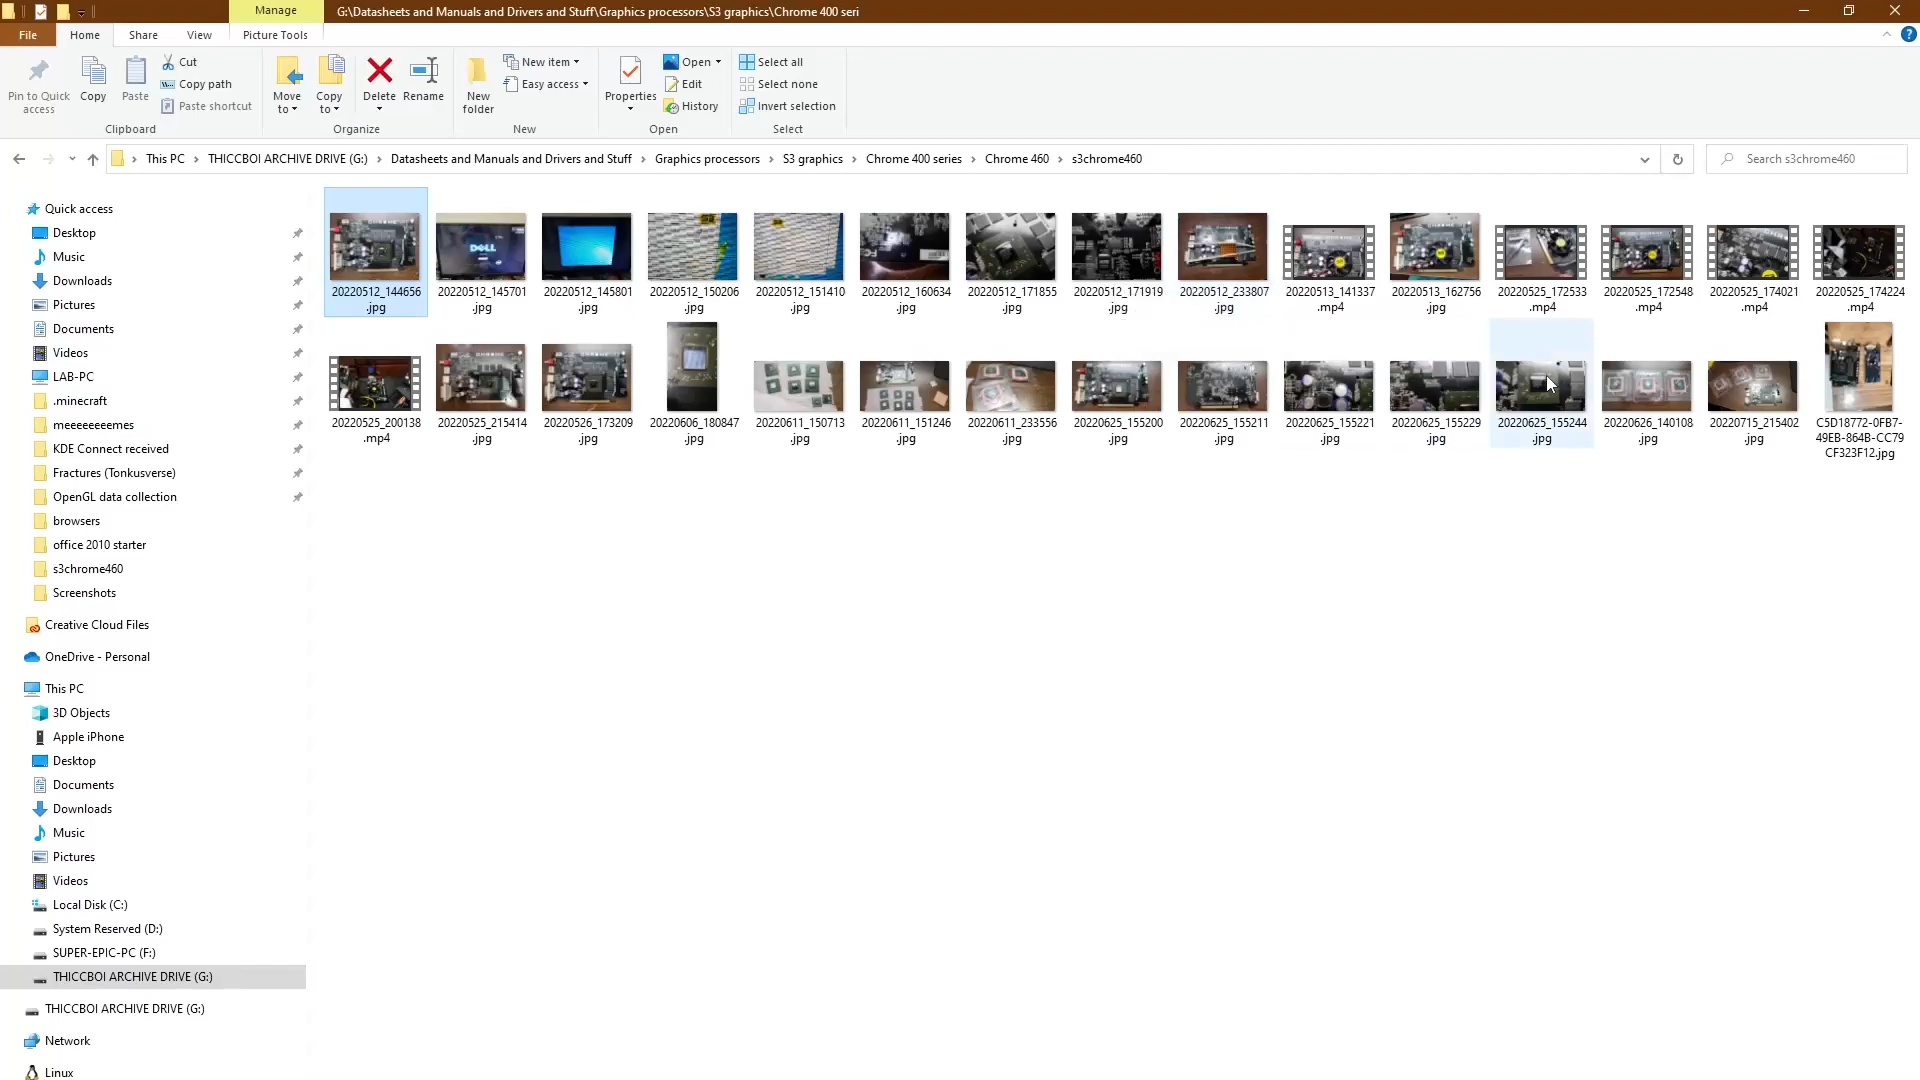 Manage
G:\Datasheets and Manuals and Drivers and Stuff\Graphics processors\S3 graphics\Chrome 400 seri
File
Home
Share
View
Picture Tools
Pin to Quick
access
Copy
Paste
Cut
Copy path
Paste shortcut
Clipboard
Move
to
Copy
to
Delete
Rename
Organize
New
folder
New item
Easy access
New
Properties
Open
Edit
History
Open
Select all
Select none
Invert selection
Select
This PC
THICCBOI ARCHIVE DRIVE (G:)
Datasheets and Manuals and Drivers and Stuff
Graphics processors
S3 graphics
Chrome 400 series
Chrome 460
s3chrome460
Search s3chrome460
Quick access
Desktop
Music
Downloads
Pictures
Documents
Videos
LAB-PC
.minecraft
meeeeeeeemes
KDE Connect received
Fractures (Tonkusverse)
OpenGL data collection
browsers
office 2010 starter
s3chrome460
Screenshots
Creative Cloud Files
OneDrive - Personal
This PC
3D Objects
Apple iPhone
Desktop
Documents
Downloads
Music
Pictures
Videos
Local Disk (C:)
System Reserved (D:)
SUPER-EPIC-PC (F:)
THICCBOI ARCHIVE DRIVE (G:)
THICCBOI ARCHIVE DRIVE (G:)
Network
Linux
DELL
20220512_144656
.jpg
20220512_145701
.jpg
20220512_145801
.jpg
20220512_150206
.jpg
20220512_151410
.jpg
20220512_160634
.jpg
20220512_171855
.jpg
20220512_171919
.jpg
20220512_233807
.jpg
20220513_141337
.mp4
20220513_162756
.jpg
20220525_172533
.mp4
20220525_172548
.mp4
20220525_174021
.mp4
20220525_174224
.mp4
20220525_200138
.mp4
20220525_215414
.jpg
20220526_173209
.jpg
20220606_180847
.jpg
20220611_150713
.jpg
20220611_151246
.jpg
20220611_233556
.jpg
20220625_155200
.jpg
20220625_155211
.jpg
20220625_155221
.jpg
20220625_155229
.jpg
20220625_155244
.jpg
20220626_140108
.jpg
20220715_215402
.jpg
C5D18772-0FB7-
49EB-864B-CC79
CF323F12.jpg